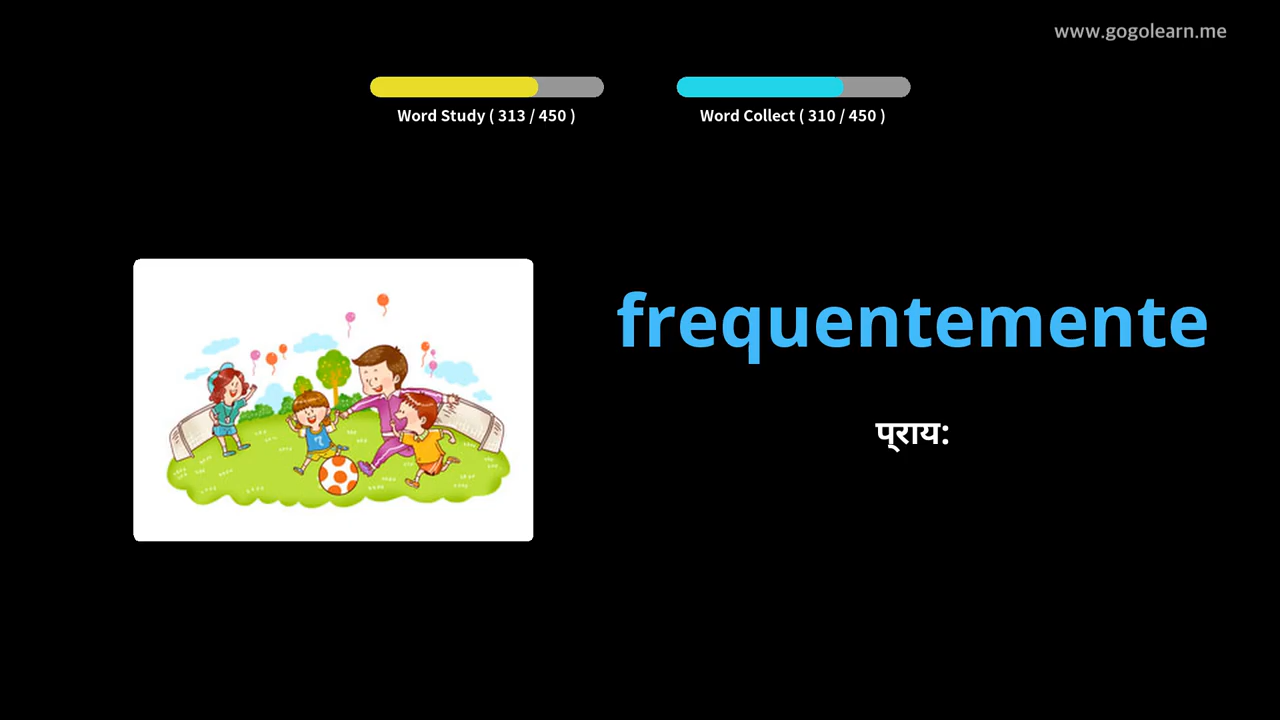 www.gogolearn.me
Word Study ( 313 / 450 )
Word Collect ( 310 / 450 )
frequentemente
प्राय: